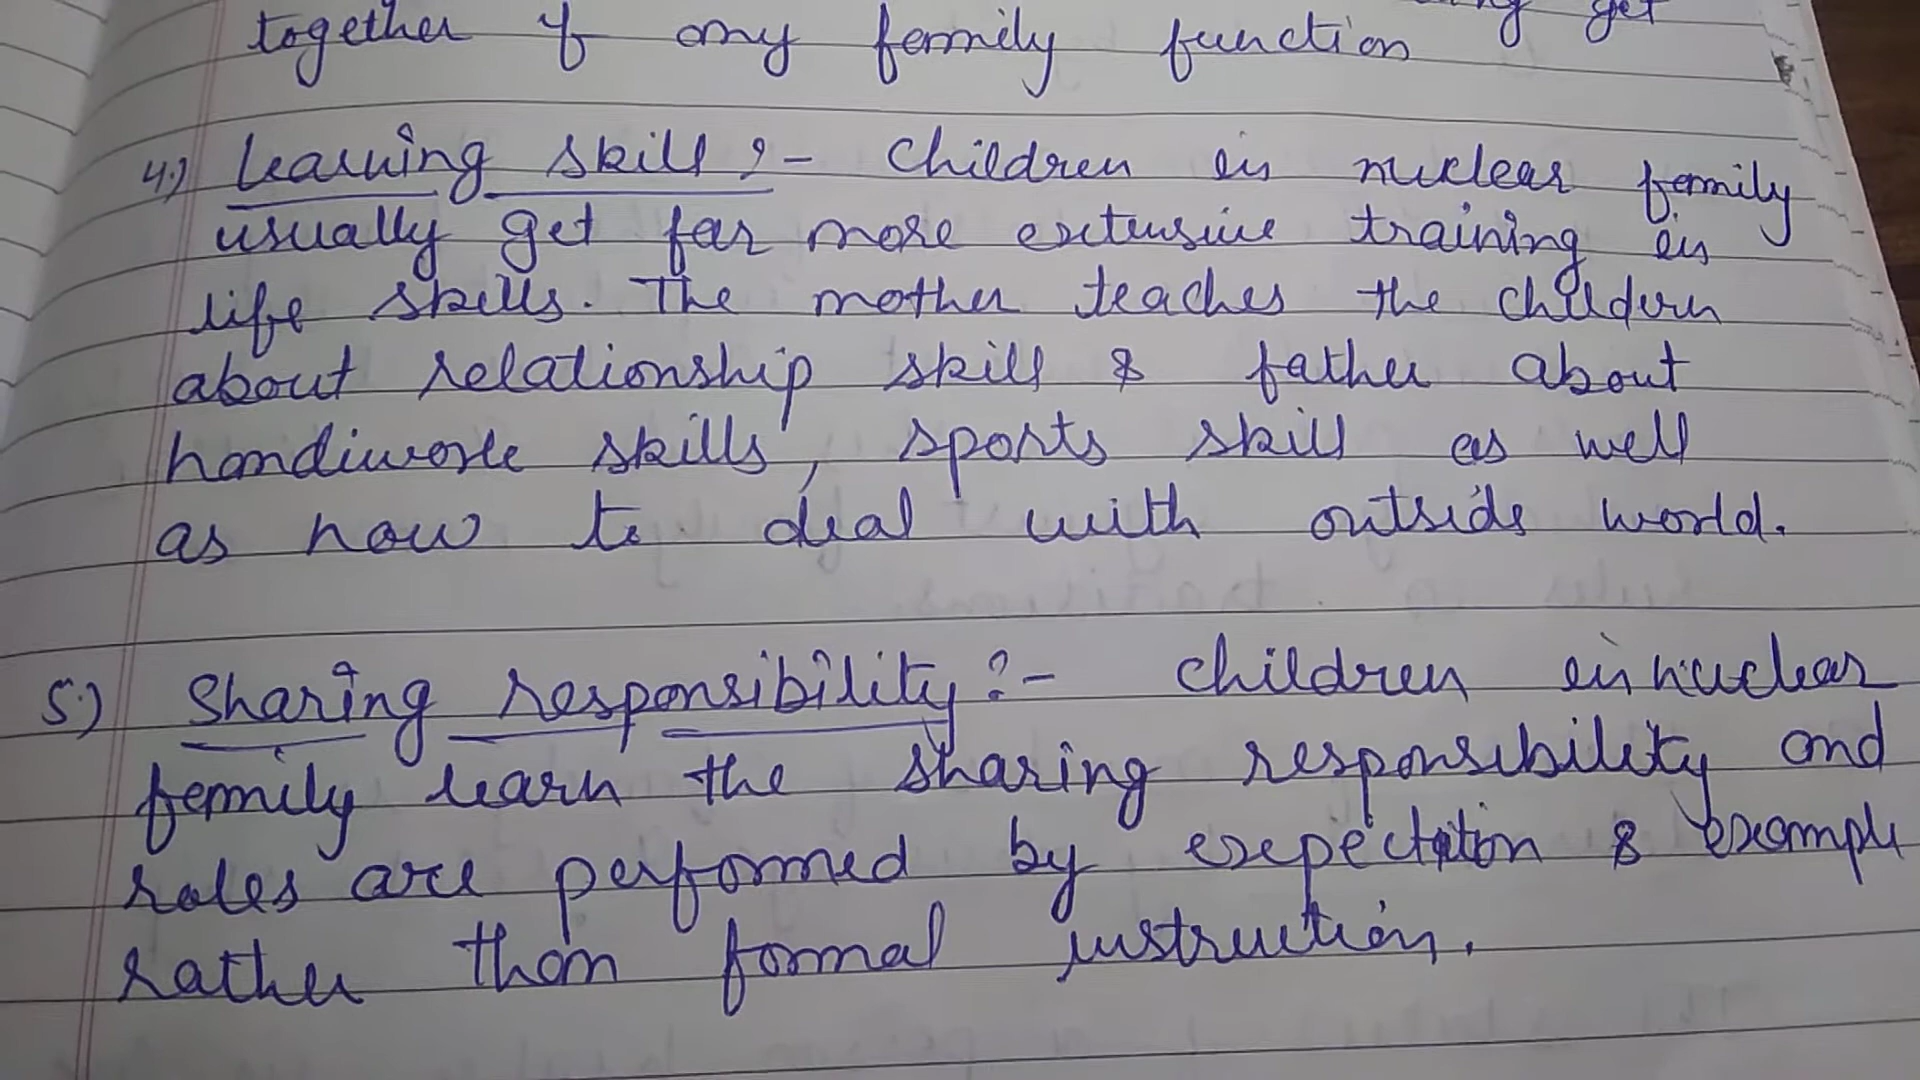 get
together if any family function
4.) Learning skill :- Children in nuclear family
usually get far more extensive training in
life skills. The mother teaches the children
about relationship skill & father about
handiwork skills, sports skill as well
as how to deal with outside world.
5.) Sharing responsibility :- Children in nuclear
family learn the sharing responsibility and
roles are performed by expectation & example
rather than formal instruction.